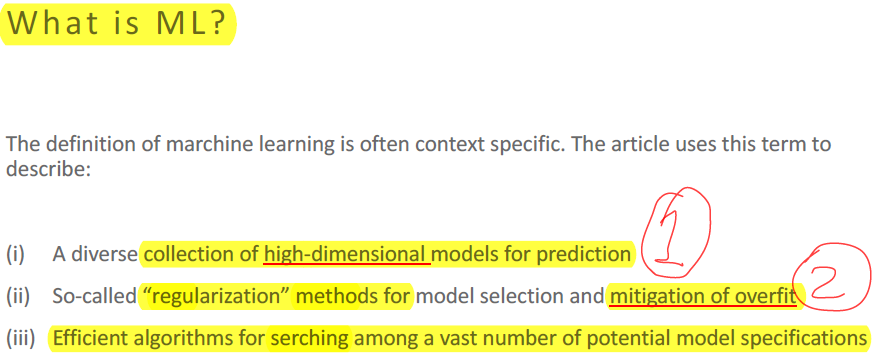 What is ML?
The definition of marchine learning is often context specific. The article uses this term to
describe:
(i) A diverse collection of high-dimensional models for prediction 1
(ii) So-called “regularization” methods for model selection and mitigation of overfit 2
(iii) Efficient algorithms for serching among a vast number of potential model specifications